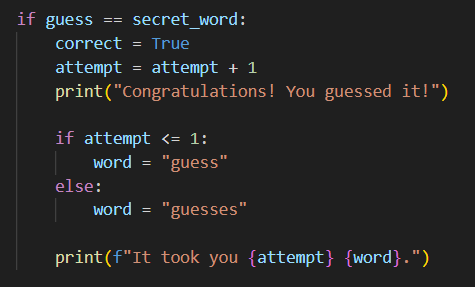 if guess == secret_word:
    correct = True
    attempt = attempt + 1
    print("Congratulations! You guessed it!")

    if attempt <= 1:
        word = "guess"
    else:
        word = "guesses"

    print(f"It took you {attempt} {word}.")